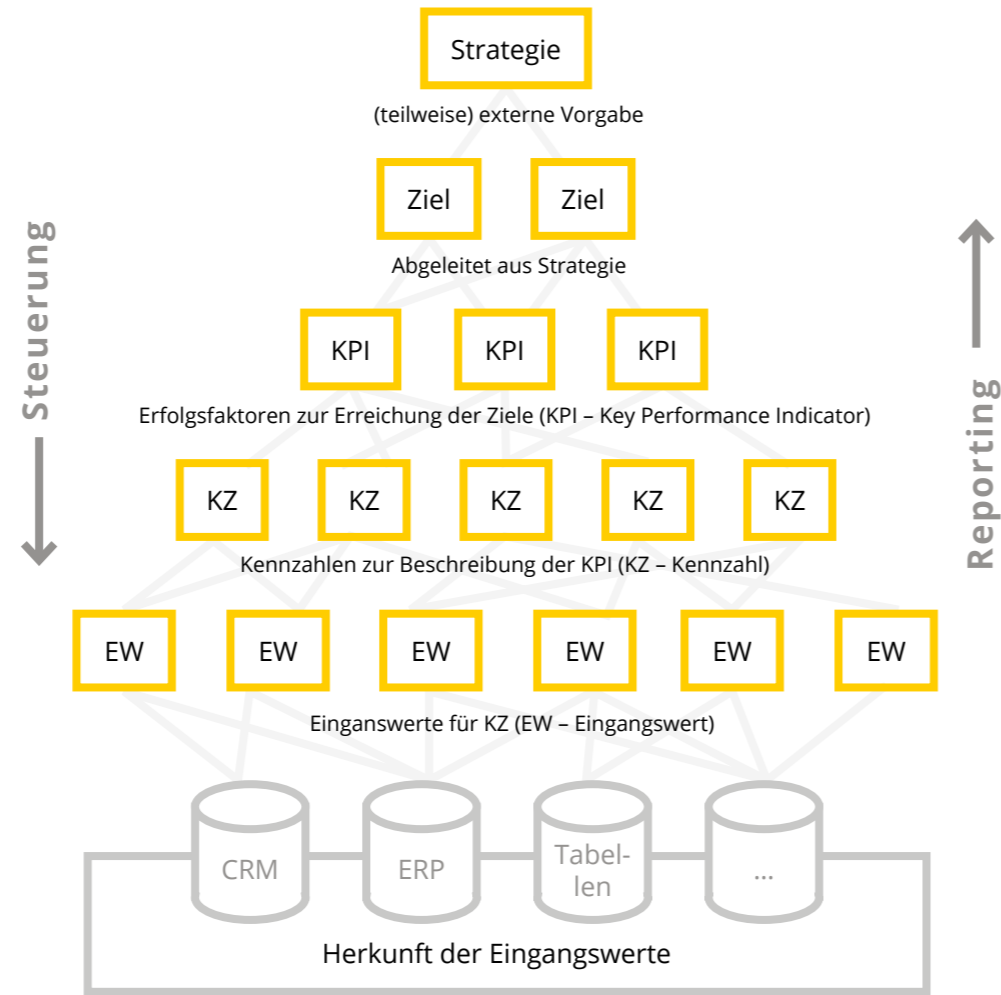 Strategie
(teilweise) externe Vorgabe
Ziel Ziel
Abgeleitet aus Strategie
Steuerung
Reporting
KPI KPI KPI
Erfolgsfaktoren zur Erreichung der Ziele (KPI – Key Performance Indicator)
KZ KZ KZ KZ KZ
Kennzahlen zur Beschreibung der KPI (KZ – Kennzahl)
EW EW EW EW EW EW
Einganswerte für KZ (EW – Eingangswert)
CRM ERP Tabel-
llen ...
Herkunft der Eingangswerte